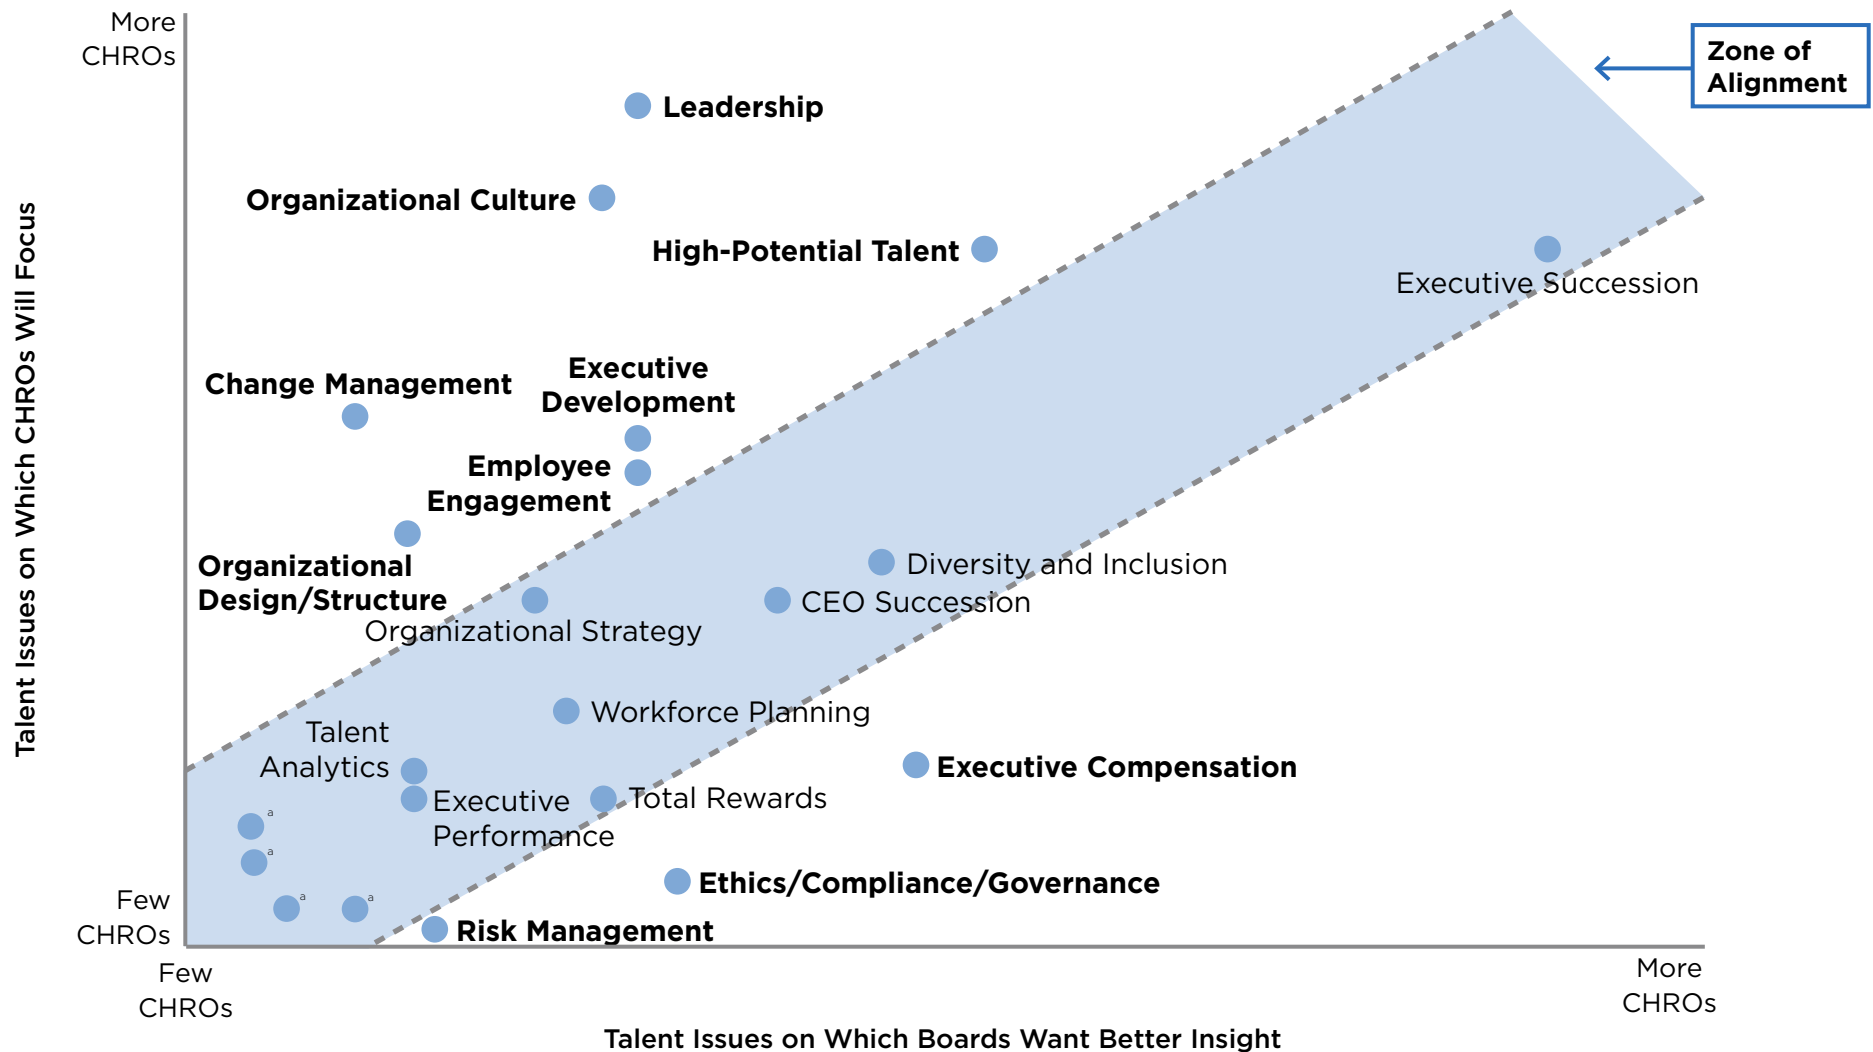 More
CHROs
Zone of
Alignment
Leadership
Organizational Culture
High-Potential Talent
Executive Succession
Talent Issues on Which CHROs Will Focus
Change Management
Executive
Development
Employee
Engagement
Organizational
Design/Structure
Diversity and Inclusion
CEO Succession
Organizational Strategy
Workforce Planning
Talent
Analytics
Executive Compensation
Executive
Performance
Total Rewards
a
a
a
a
Ethics/Compliance/Governance
Risk Management
Few
CHROs
Few
CHROs
More
CHROs
Talent Issues on Which Boards Want Better Insight